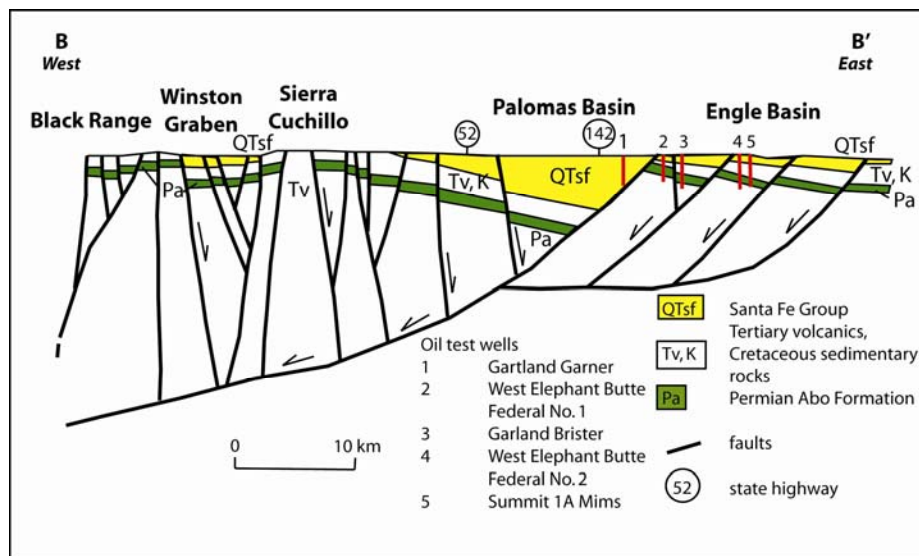 B
West
B'
East
Black Range
Winston
Graben
Sierra
Cuchillo
Palomas Basin
Engle Basin
QTsf
52
142
1
2
3
4 5
QTsf
Pa
Tv
Tv, K
QTsf
Tv, K
Pa
Pa
Oil test wells
1 Gartland Garner
2 West Elephant Butte
Federal No. 1
3 Garland Brister
4 West Elephant Butte
Federal No. 2
5 Summit 1A Mims
0 10 km
QTsf Santa Fe Group
Tv, K Tertiary volcanics,
Cretaceous sedimentary
rocks
Pa Permian Abo Formation
faults
52 state highway